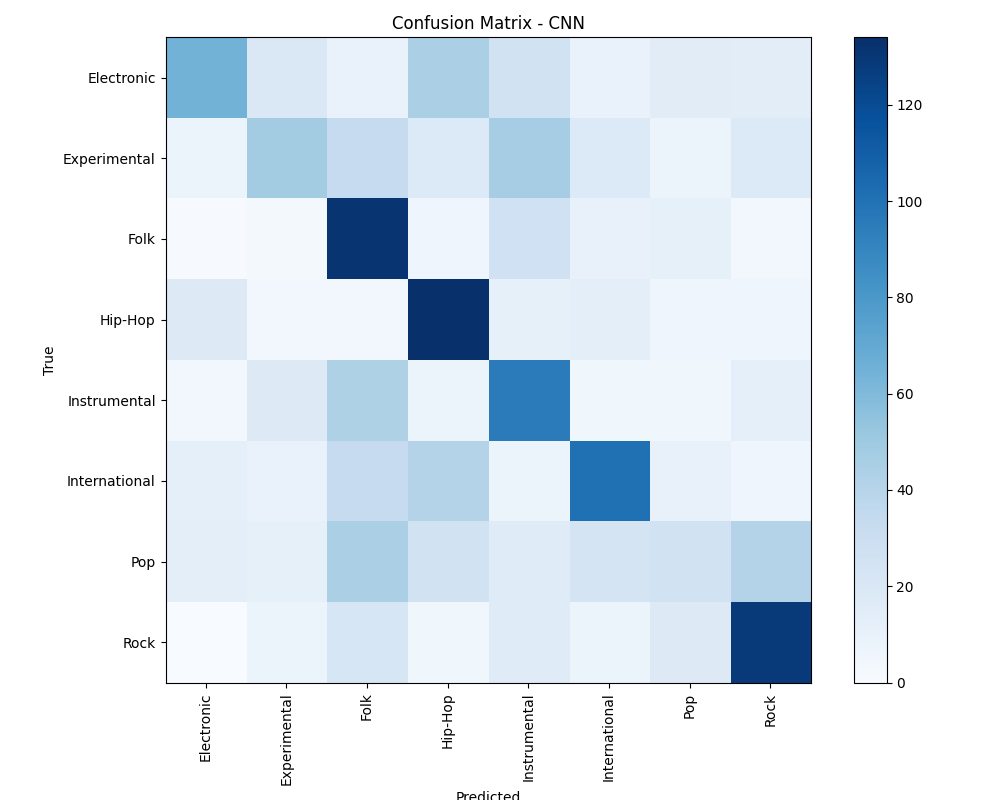 Confusion Matrix - CNN
True
Electronic
Experimental
Folk
Hip-Hop
Instrumental
International
Pop
Rock
Electronic
Experimental
Folk
Hip-Hop
Instrumental
International
Pop
Rock
Predicted
120
100
80
60
40
20
0